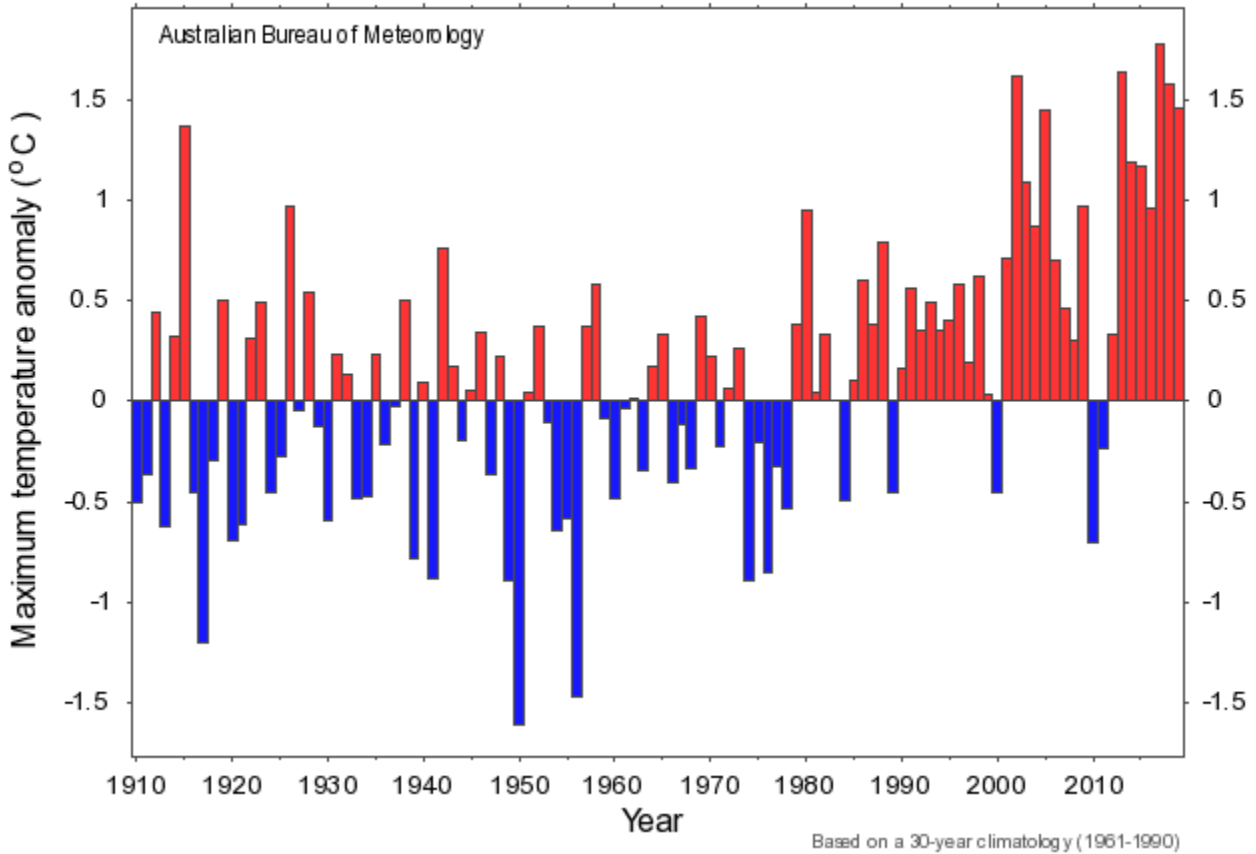 Australian Bureau of Meteorology
Maximum temperature anomaly (°C)
1.5
1
0.5
0
-0.5
-1
-1.5
1.5
1
0.5
0
-0.5
-1
-1.5
1910 1920 1930 1940 1950 1960 1970 1980 1990 2000 2010
Year
Based on a 30-year climatology (1961-1990)